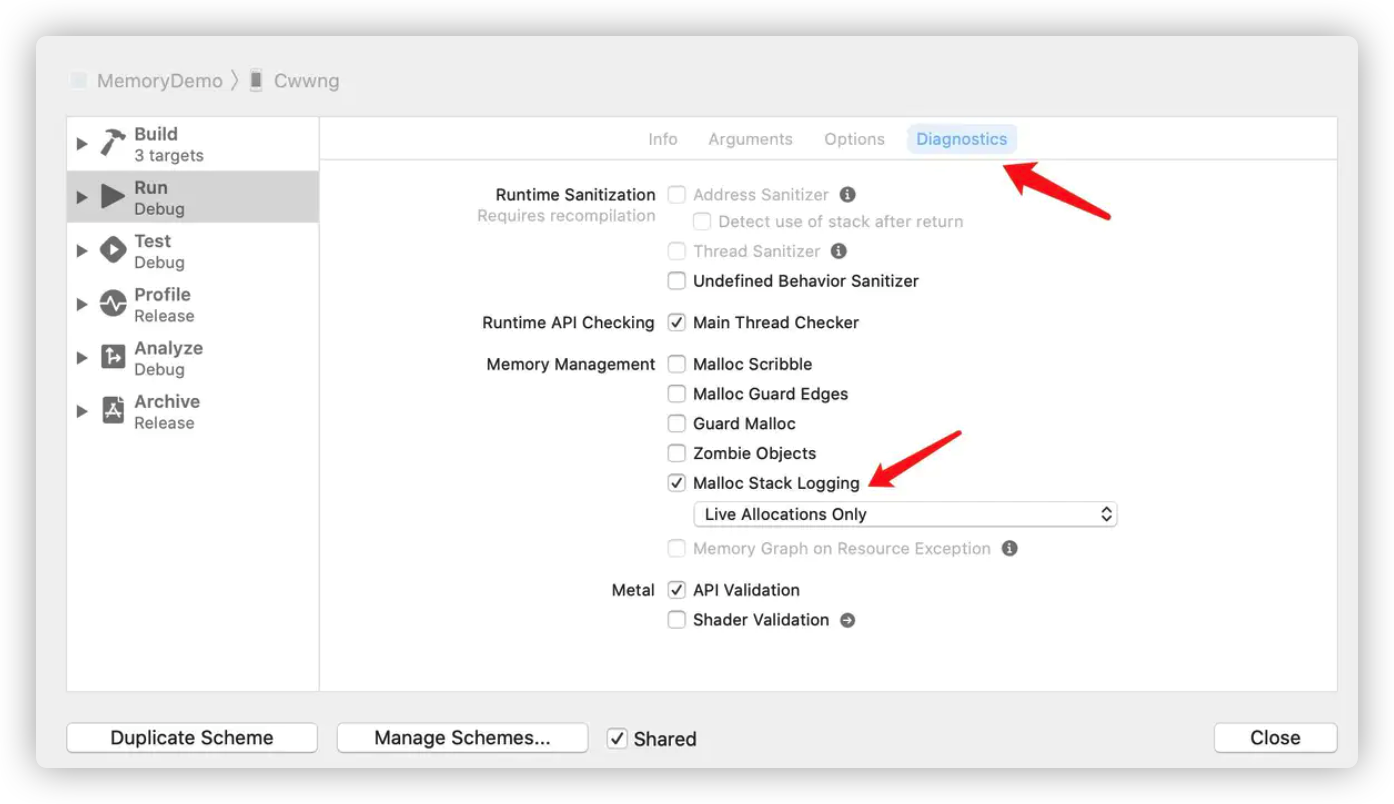 MemoryDemo 〉 Cwwng
Build
3 targets
Run
Debug
Test
Debug
Profile
Release
Analyze
Debug
Archive
Release
Info Arguments Options Diagnostics
Runtime Sanitization Address Sanitizer
Requires recompilation Detect use of stack after return
Thread Sanitizer
Undefined Behavior Sanitizer
Runtime API Checking Main Thread Checker
Memory Management Malloc Scribble
Malloc Guard Edges
Guard Malloc
Zombie Objects
Malloc Stack Logging
Live Allocations Only
Memory Graph on Resource Exception
Metal API Validation
Shader Validation
Duplicate Scheme Manage Schemes... Shared Close